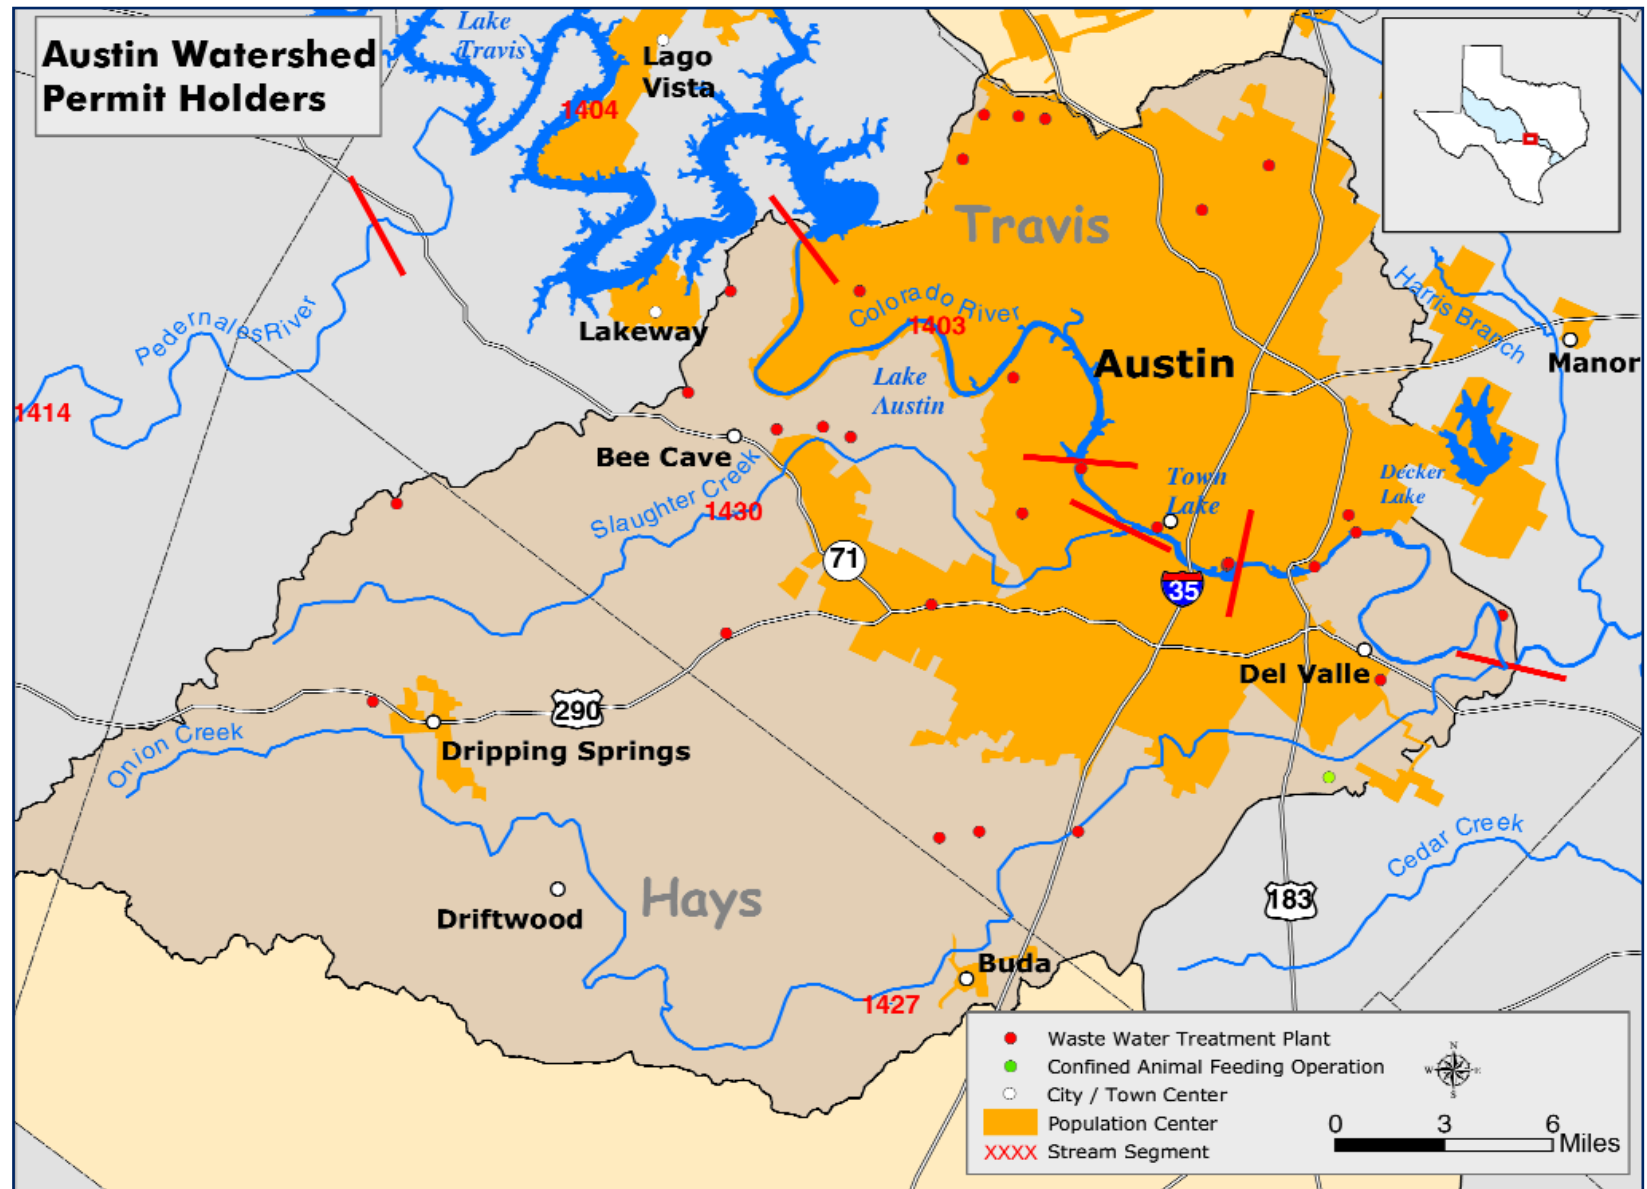 Austin Watershed
Permit Holders
Lake
Travis
Lago
Vista
1404
Travis
Pedernales River
Lakeway
Colorado River
1403
Harris Branch
Manor
Austin
Lake
Austin
1414
Bee Cave
Slaughter Creek
1430
Town
Lake
Decker
Lake
71
35
Del Valle
290
Onion Creek
Dripping Springs
Cedar Creek
183
Driftwood
Hays
Buda
1427
Waste Water Treatment Plant
Confined Animal Feeding Operation
City / Town Center
Population Center
XXXX Stream Segment
N
W E
S
0 3 6
Miles